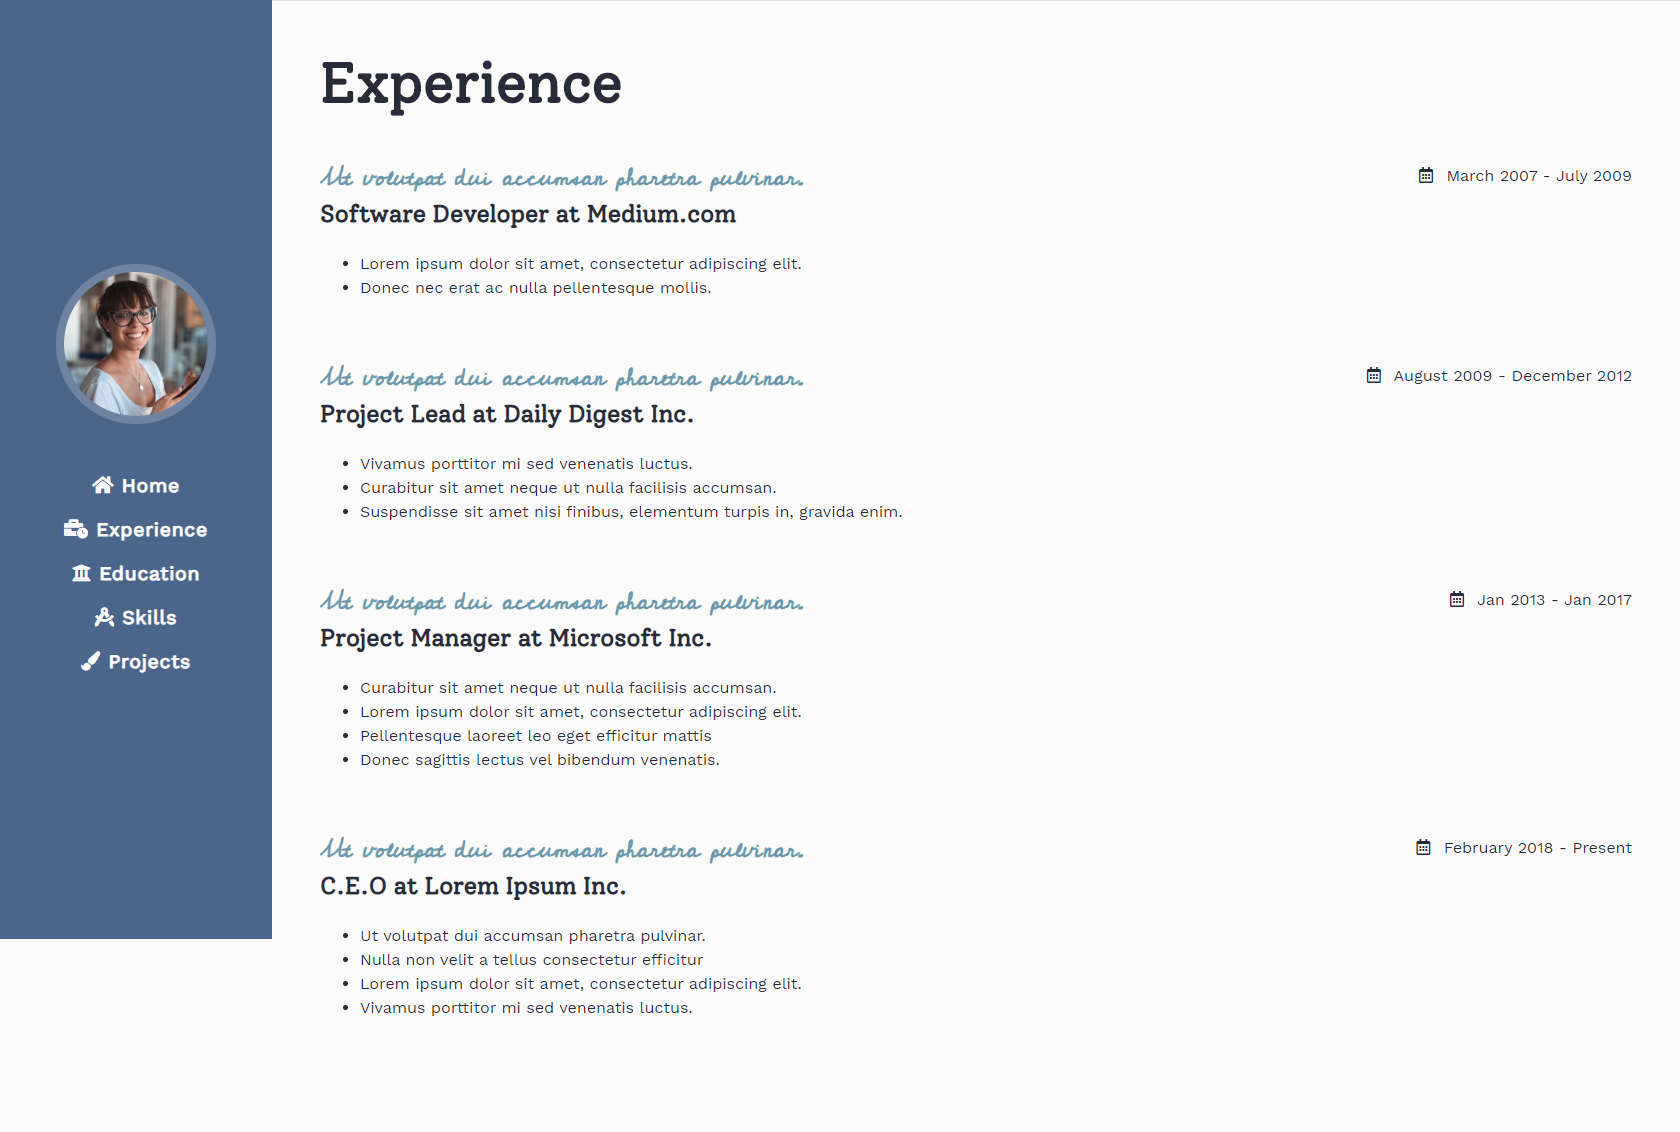 Home
Experience
Education
Skills
Projects
Experience
Ut volutpat dui accumsan pharetra pulvinar.
March 2007 - July 2009
Software Developer at Medium.com
Lorem ipsum dolor sit amet, consectetur adipiscing elit.
Donec nec erat ac nulla pellentesque mollis.
Ut volutpat dui accumsan pharetra pulvinar.
August 2009 - December 2012
Project Lead at Daily Digest Inc.
Vivamus porttitor mi sed venenatis luctus.
Curabitur sit amet neque ut nulla facilisis accumsan.
Suspendisse sit amet nisi finibus, elementum turpis in, gravida enim.
Ut volutpat dui accumsan pharetra pulvinar.
Jan 2013 - Jan 2017
Project Manager at Microsoft Inc.
Curabitur sit amet neque ut nulla facilisis accumsan.
Lorem ipsum dolor sit amet, consectetur adipiscing elit.
Pellentesque laoreet leo eget efficitur mattis
Donec sagittis lectus vel bibendum venenatis.
Ut volutpat dui accumsan pharetra pulvinar.
February 2018 - Present
C.E.O at Lorem Ipsum Inc.
Ut volutpat dui accumsan pharetra pulvinar.
Nulla non velit a tellus consectetur efficitur
Lorem ipsum dolor sit amet, consectetur adipiscing elit.
Vivamus porttitor mi sed venenatis luctus.